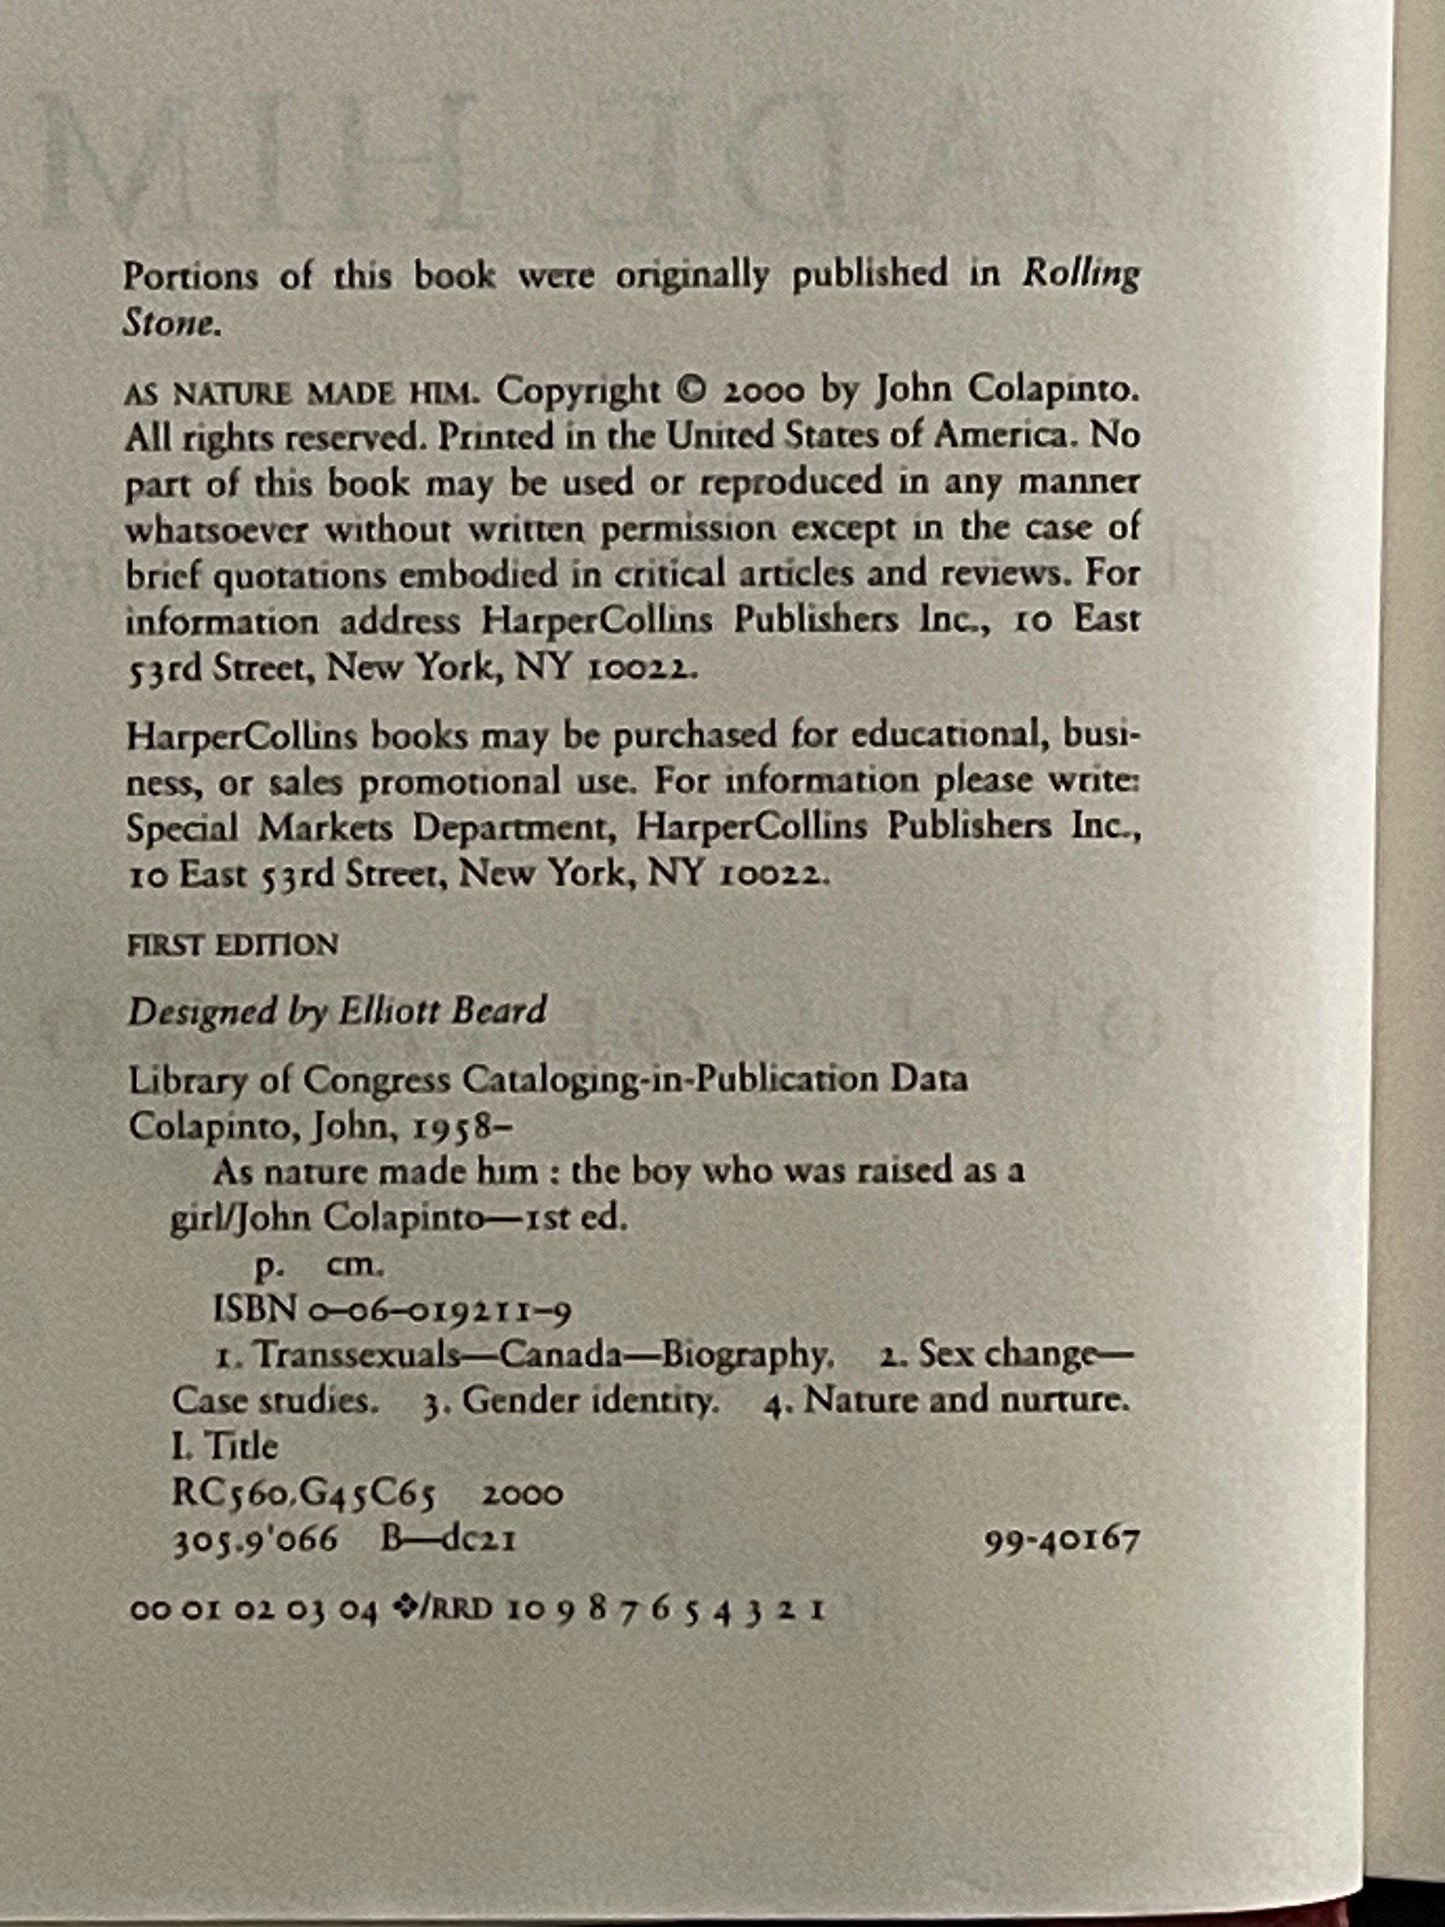 MADE HIM
Portions of this book were originally published in Rolling
Stone.
AS NATURE MADE HIM. Copyright © 2000 by John Colapinto.
All rights reserved. Printed in the United States of America. No
part of this book may be used or reproduced in any manner
whatsoever without written permission except in the case of
brief quotations embodied in critical articles and reviews. For
information address HarperCollins Publishers Inc., 10 East
53rd Street, New York, NY 10022.
HarperCollins books may be purchased for educational, busi-
ness, or sales promotional use. For information please write:
Special Markets Department, HarperCollins Publishers Inc.,
10 East 53rd Street, New York, NY 10022.
FIRST EDITION
Designed by Elliott Beard
Library of Congress Cataloging-in-Publication Data
Colapinto, John, 1958–
As nature made him : the boy who was raised as a
girl/John Colapinto—1st ed.
p. cm.
ISBN 0–06–019211–9
1. Transsexuals—Canada—Biography. 2. Sex change—
Case studies. 3. Gender identity. 4. Nature and nurture.
I. Title
RC560.G45C65 2000
305.9'066 B—dc21 99-40167
00 01 02 03 04 ❖/RRD 10 9 8 7 6 5 4 3 2 1